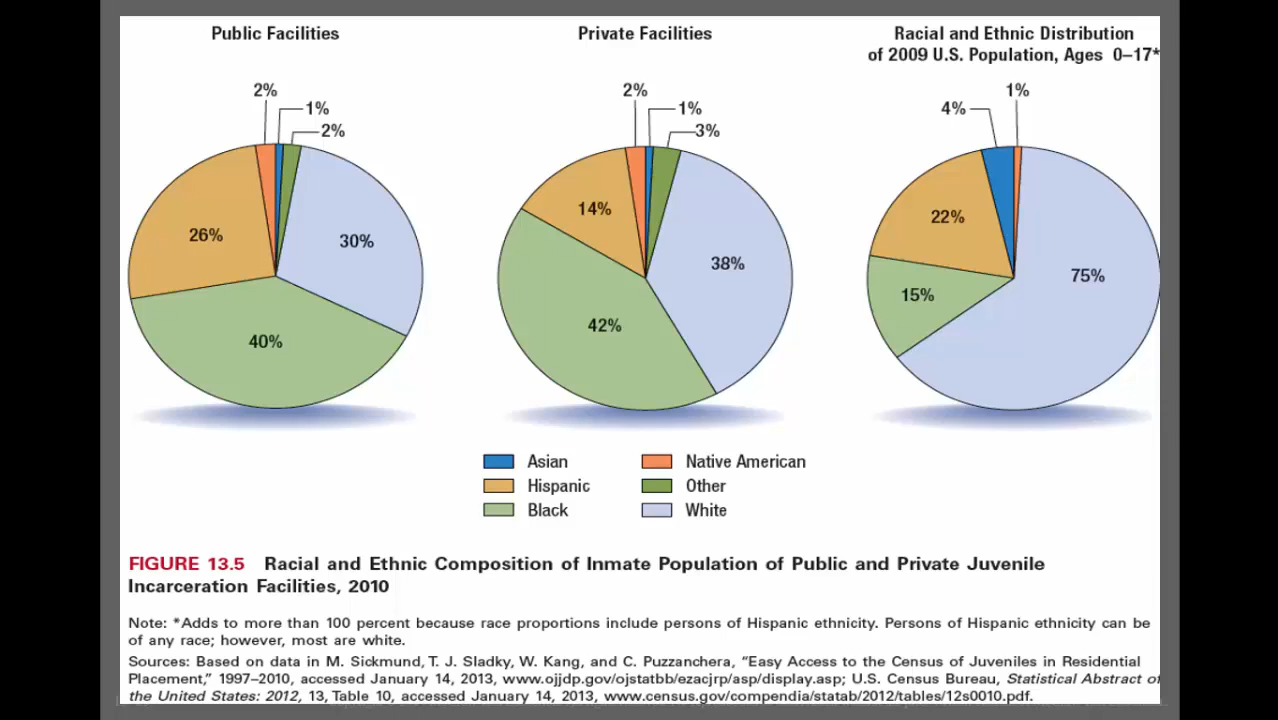 Public Facilities
Private Facilities
Racial and Ethnic Distribution
of 2009 U.S. Population, Ages 0–17*
2%
1%
2%
26%
30%
40%
2%
1%
3%
14%
38%
42%
4%
1%
22%
75%
15%
Asian
Native American
Hispanic
Other
Black
White
FIGURE 13.5 Racial and Ethnic Composition of Inmate Population of Public and Private Juvenile
Incarceration Facilities, 2010
Note: *Adds to more than 100 percent because race proportions include persons of Hispanic ethnicity. Persons of Hispanic ethnicity can be
of any race; however, most are white.
Sources: Based on data in M. Sickmund, T. J. Sladky, W. Kang, and C. Puzzanchera, “Easy Access to the Census of Juveniles in Residential
Placement,” 1997–2010, accessed January 14, 2013, www.ojjdp.gov/ojstatbb/ezacjrp/asp/display.asp; U.S. Census Bureau, Statistical Abstract of
the United States: 2012, 13, Table 10, accessed January 14, 2013, www.census.gov/compendia/statab/2012/tables/12s0010.pdf.